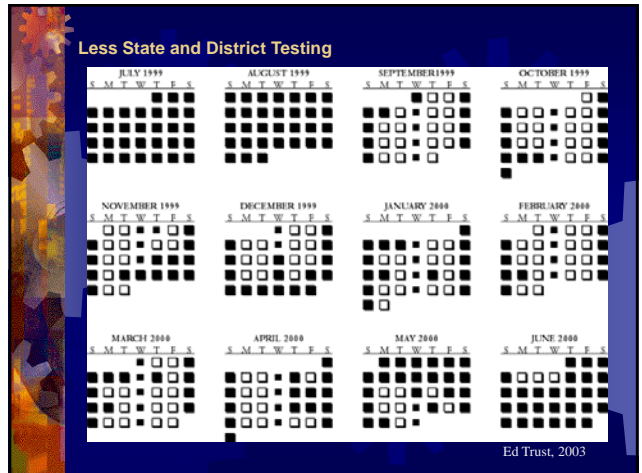 Less State and District Testing
JULY 1999 AUGUST 1999 SEPTEMBER1999 OCTOBER 1999
S M T W T F S S M T W T F S S M T W T F S S M T W T F S
NOVEMBER 1999 DECEMBER 1999 JANUARY 2000 FEBRUARY 2000
S M T W T F S S M T W T F S S M T W T F S S M T W T F S
MARCH 2000 APRIL 2000 MAY 2000 JUNE 2000
S M T W T F S S M T W T F S S M T W T F S S M T W T F S
Ed Trust, 2003